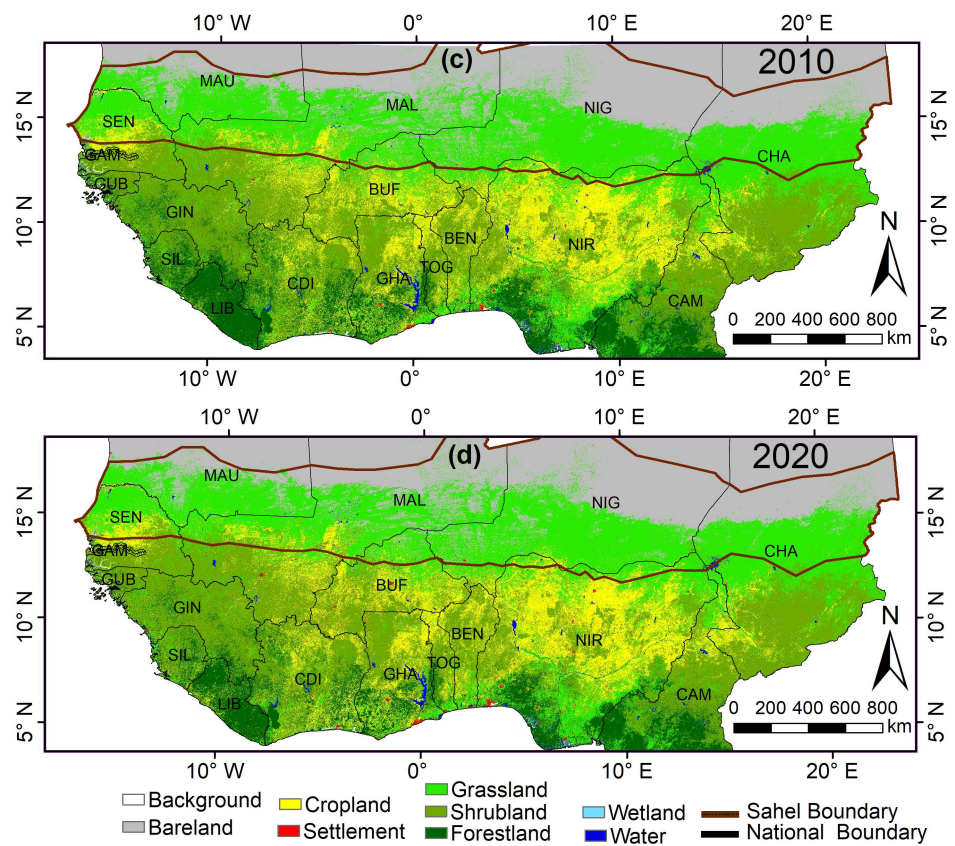 10° W 0° 10° E 20° E
(c) 2010
MAU
MAL
NIG
15° N 15° N
SEN
GAM
CHA
GUB
BUF
10° N 10° N
GIN
BEN
NIR
N
SIL
CDI
GHA
TOG
LIB
CAM
5° N 5° N
0 200 400 600 800
km
10° W 0° 10° E 20° E
10° W 0° 10° E 20° E
(d) 2020
MAU
MAL
NIG
15° N 15° N
SEN
GAM
CHA
GUB
BUF
10° N 10° N
GIN
BEN
NIR
N
SIL
CDI
GHA
TOG
LIB
CAM
5° N 5° N
0 200 400 600 800
km
10° W 0° 10° E 20° E
Background
Bareland
Cropland
Settlement
Grassland
Shrubland
Forestland
Wetland
Water
Sahel Boundary
National Boundary